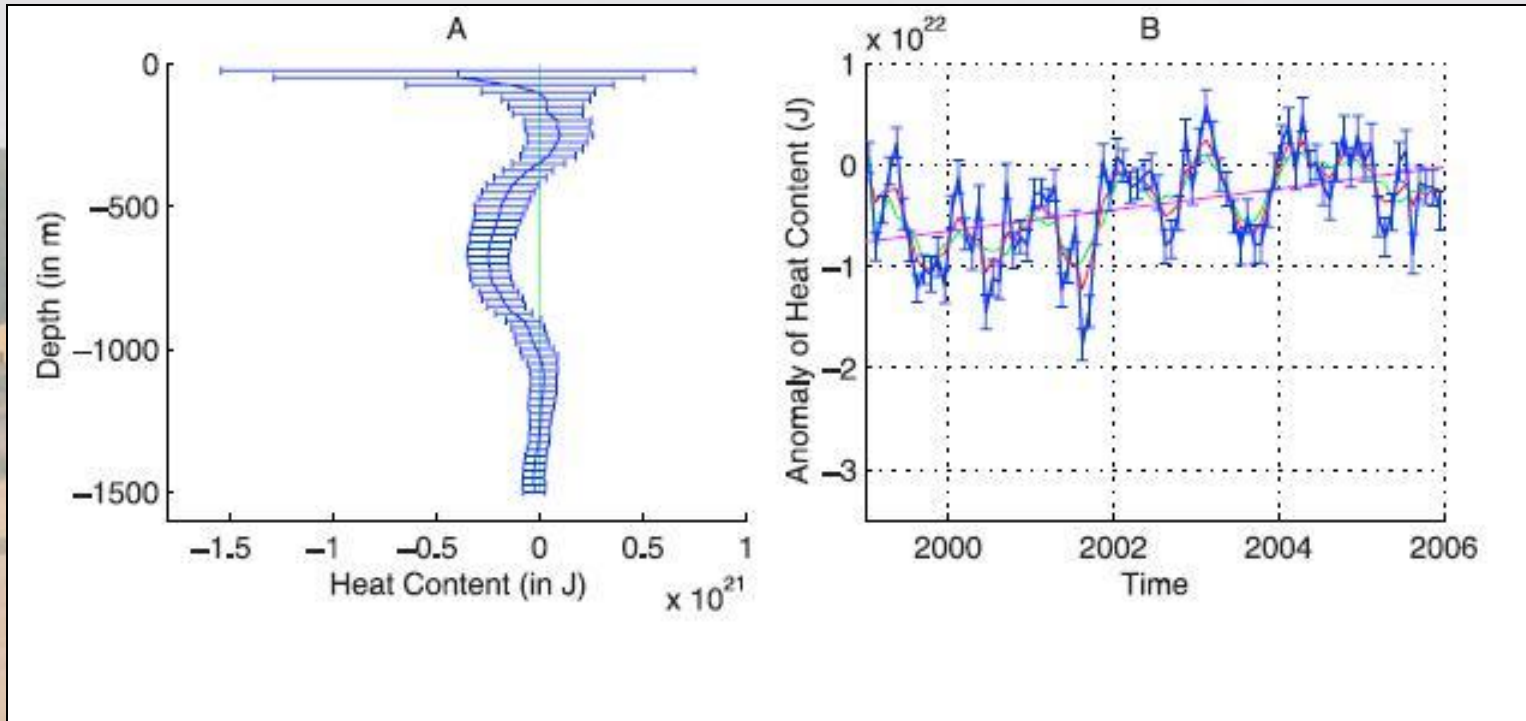 A
0
−500
−1000
−1500
Depth (in m)
−1.5 −1 −0.5 0 0.5 1
Heat Content (in J)
x 10^21
B
x 10^22
1
0
−1
−2
−3
Anomaly of Heat Content (J)
2000 2002 2004 2006
Time